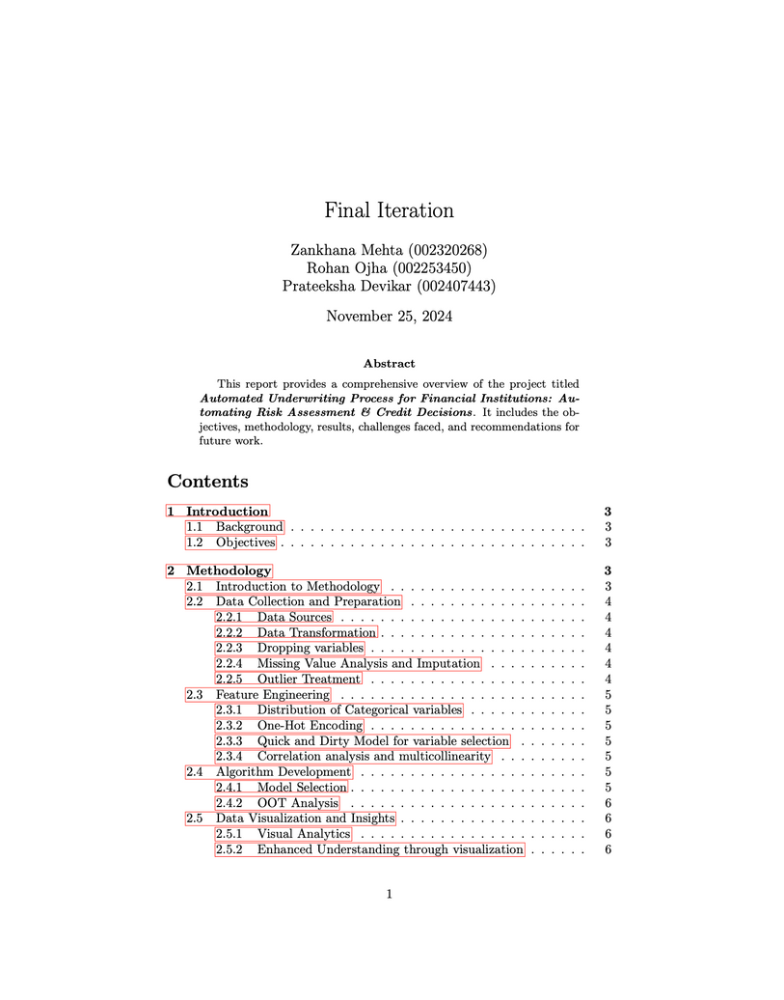 Final Iteration
Zankhana Mehta (002320268)
Rohan Ojha (002253450)
Prateeksha Devikar (002407443)
November 25, 2024
Abstract
This report provides a comprehensive overview of the project titled
Automated Underwriting Process for Financial Institutions: Au-
tomating Risk Assessment & Credit Decisions. It includes the ob-
jectives, methodology, results, challenges faced, and recommendations for
future work.
Contents
1 Introduction 3
1.1 Background . . . . . . . . . . . . . . . . . . . . . . . . . . . . . . 3
1.2 Objectives . . . . . . . . . . . . . . . . . . . . . . . . . . . . . . . 3
2 Methodology 3
2.1 Introduction to Methodology . . . . . . . . . . . . . . . . . . . . 3
2.2 Data Collection and Preparation . . . . . . . . . . . . . . . . . . 4
2.2.1 Data Sources . . . . . . . . . . . . . . . . . . . . . . . . . 4
2.2.2 Data Transformation . . . . . . . . . . . . . . . . . . . . . 4
2.2.3 Dropping variables . . . . . . . . . . . . . . . . . . . . . . 4
2.2.4 Missing Value Analysis and Imputation . . . . . . . . . . 4
2.2.5 Outlier Treatment . . . . . . . . . . . . . . . . . . . . . . 4
2.3 Feature Engineering . . . . . . . . . . . . . . . . . . . . . . . . . 5
2.3.1 Distribution of Categorical variables . . . . . . . . . . . . 5
2.3.2 One-Hot Encoding . . . . . . . . . . . . . . . . . . . . . . 5
2.3.3 Quick and Dirty Model for variable selection . . . . . . . 5
2.3.4 Correlation analysis and multicollinearity . . . . . . . . . 5
2.4 Algorithm Development . . . . . . . . . . . . . . . . . . . . . . . 5
2.4.1 Model Selection . . . . . . . . . . . . . . . . . . . . . . . . 5
2.4.2 OOT Analysis . . . . . . . . . . . . . . . . . . . . . . . . 6
2.5 Data Visualization and Insights . . . . . . . . . . . . . . . . . . . 6
2.5.1 Visual Analytics . . . . . . . . . . . . . . . . . . . . . . . 6
2.5.2 Enhanced Understanding through visualization . . . . . . 6
1